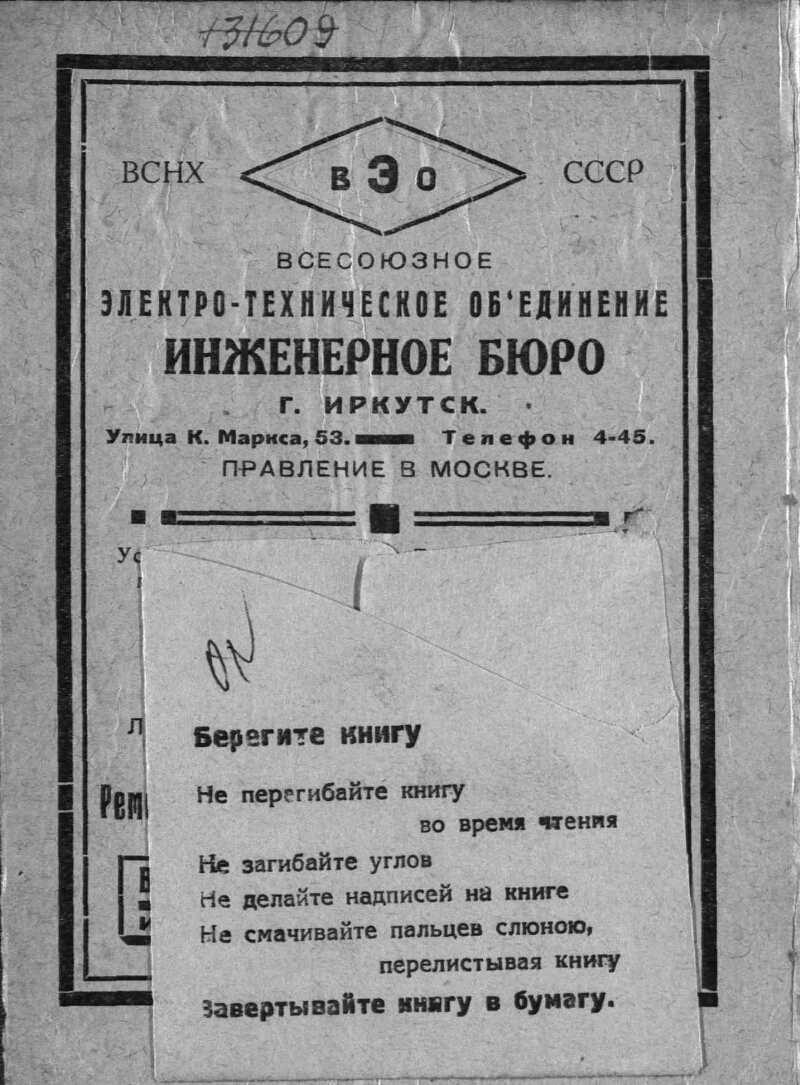 131609
ВСНХ ВЭО СССР
ВСЕСОЮЗНОЕ
ЭЛЕКТРО-ТЕХНИЧЕСКОЕ ОБ'ЕДИНЕНИЕ
ИНЖЕНЕРНОЕ БЮРО
Г. ИРКУТСК.
Улица К. Маркса, 53. Телефон 4-45.
ПРАВЛЕНИЕ В МОСКВЕ.
Берегите книгу
Не перегибайте книгу
во время чтения
Не загибайте углов
Не делайте надписей на книге
Не смачивайте пальцев слюною,
перелистывая книгу
Завертывайте книгу в бумагу.